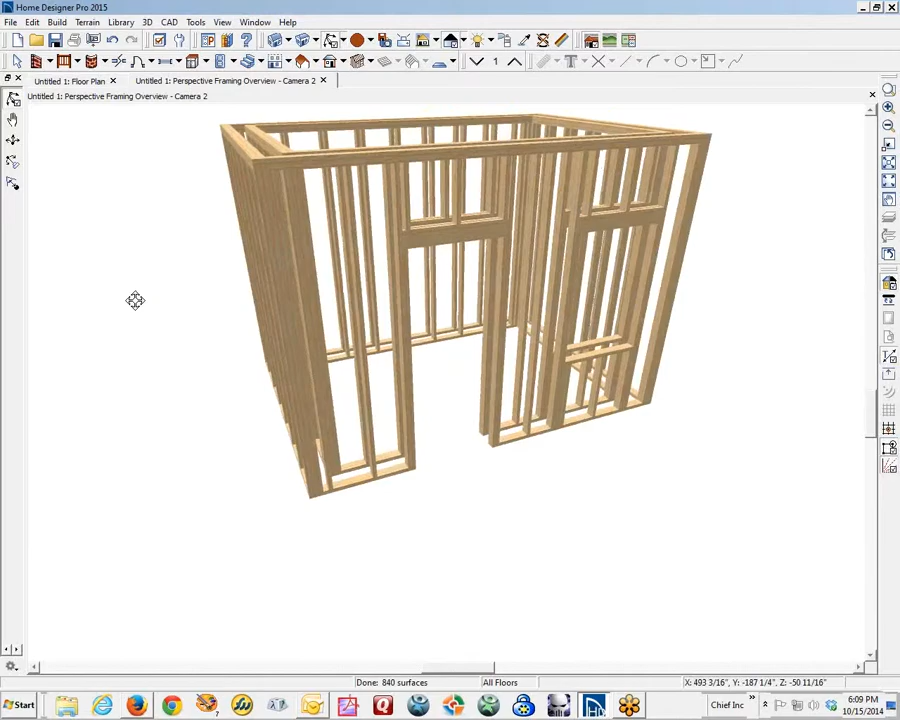 Home Designer Pro 2015
File Edit Build Terrain Library 3D CAD Tools View Window Help
1
Untitled 1: Floor Plan Untitled 1: Perspective Framing Overview - Camera 2
Untitled 1: Perspective Framing Overview - Camera 2
Done: 840 surfaces All Floors X: 493 3/16", Y: -187 1/4", Z: -50 11/16"
Start Chief Inc 6:09 PM
10/15/2014